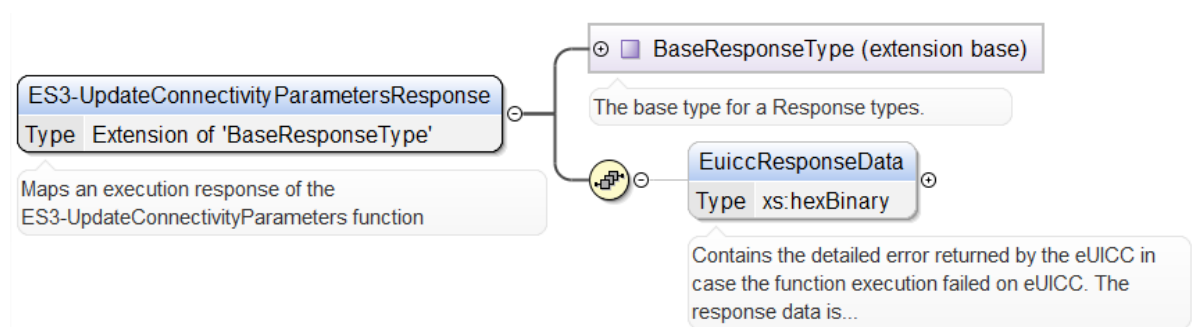 BaseResponseType (extension base)
The base type for a Response types.
ES3-UpdateConnectivityParametersResponse
Type Extension of 'BaseResponseType'
Maps an execution response of the
ES3-UpdateConnectivityParameters function
EuiccResponseData
Type xs:hexBinary
Contains the detailed error returned by the eUICC in
case the function execution failed on eUICC. The
response data is...